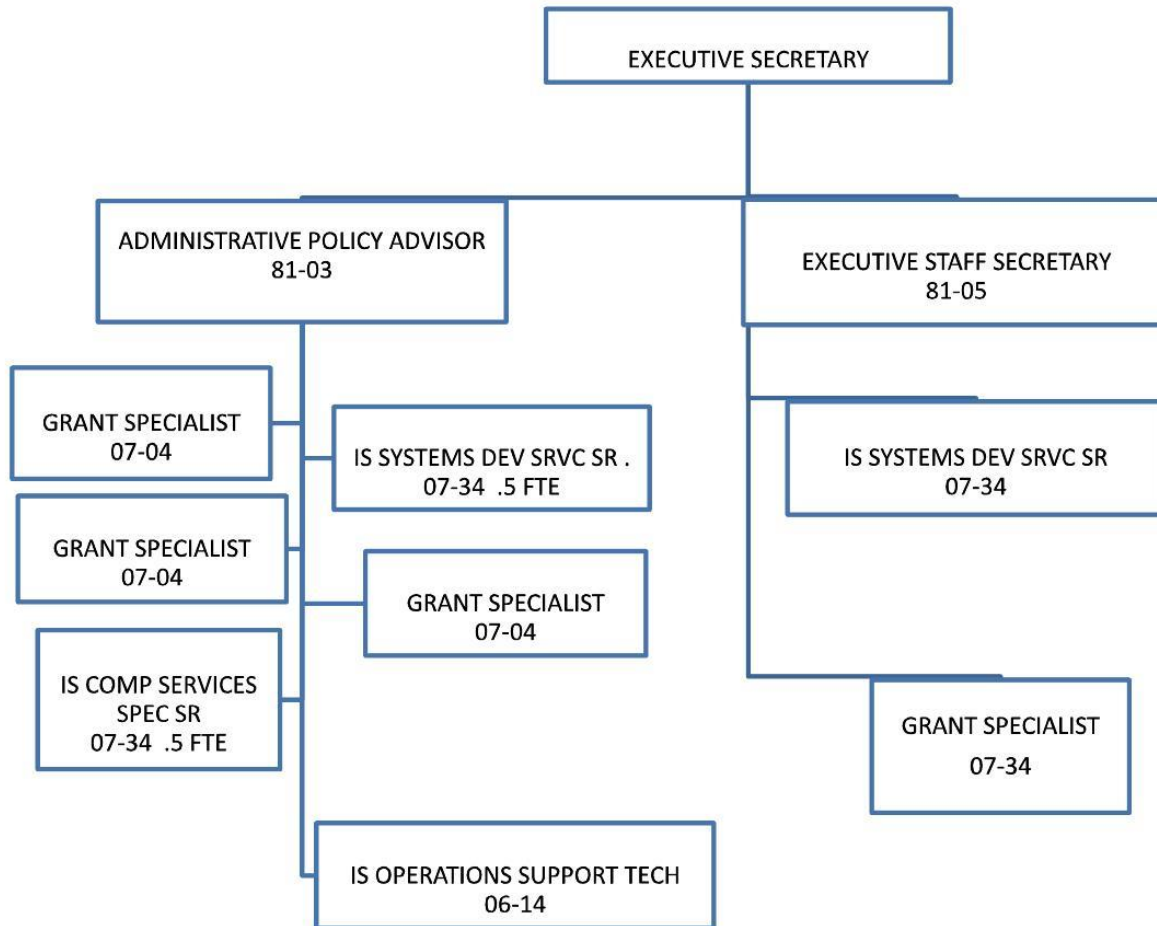 EXECUTIVE SECRETARY
ADMINISTRATIVE POLICY ADVISOR
81-03
EXECUTIVE STAFF SECRETARY
81-05
GRANT SPECIALIST
07-04
IS SYSTEMS DEV SRVC SR .
07-34 .5 FTE
IS SYSTEMS DEV SRVC SR
07-34
GRANT SPECIALIST
07-04
GRANT SPECIALIST
07-04
IS COMP SERVICES
SPEC SR
07-34 .5 FTE
GRANT SPECIALIST
07-34
IS OPERATIONS SUPPORT TECH
06-14